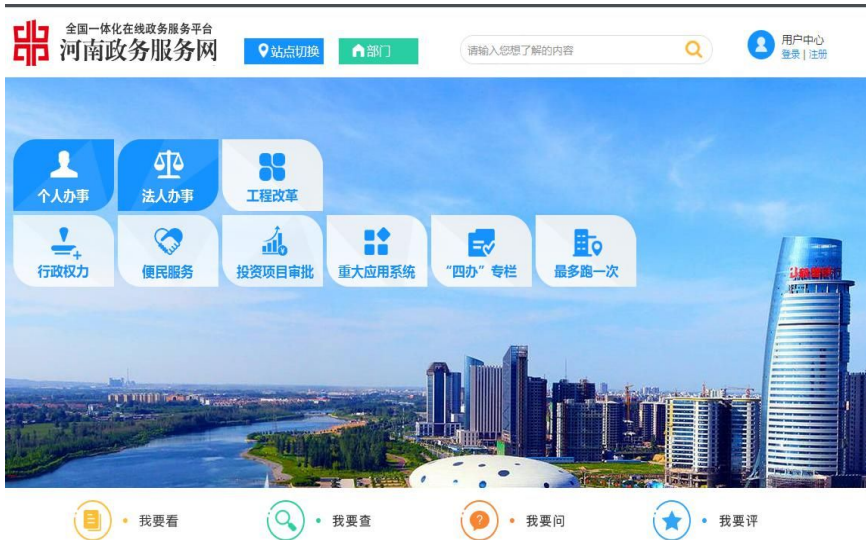 全国一体化在线政务服务平台
河南政务服务网
站点切换
部门
请输入您想了解的内容
用户中心
登录 | 注册
个人办事
法人办事
工程改革
行政权力
便民服务
投资项目审批
重大应用系统
“四办”专栏
最多跑一次
我要看
我要查
我要问
我要评